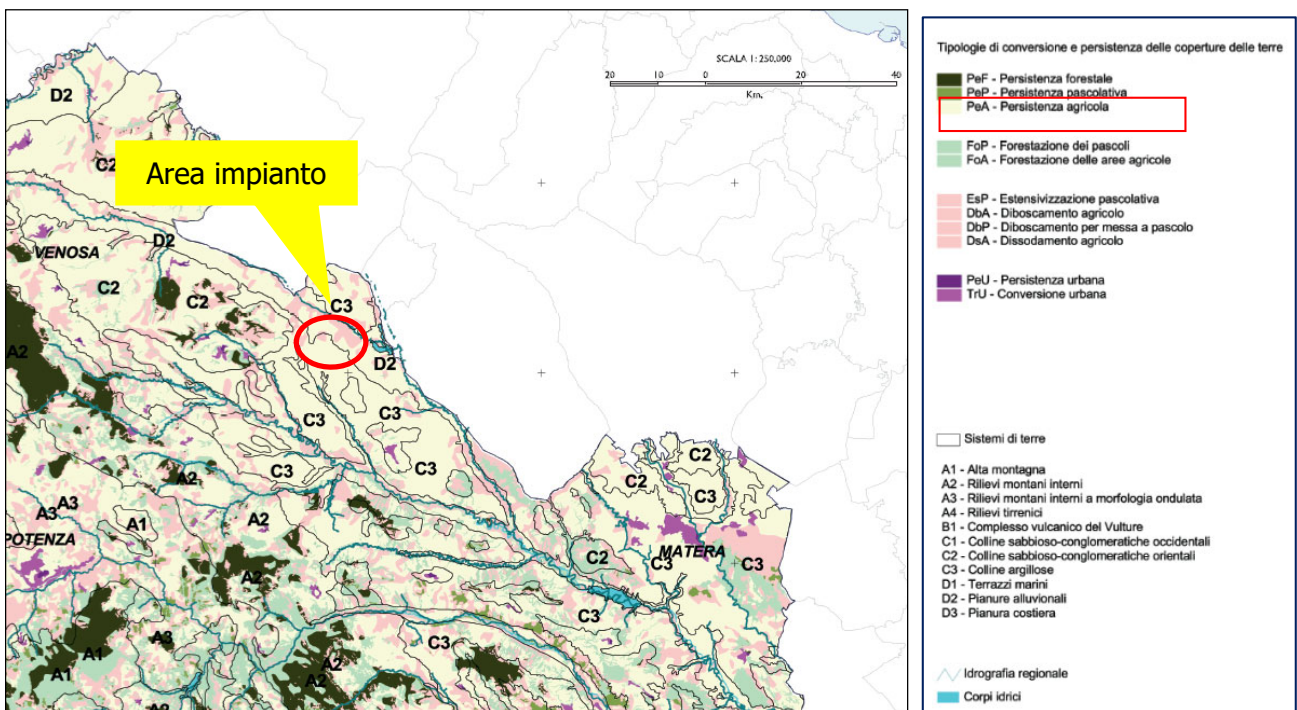 SCALA 1: 250.000
20 10 0 20 40
Km.
D2
C2
Area impianto
D2
VENOSA
C2
C2
C3
A2
D2
C3
C3
C3
C3
C2
C2
C3
A2
A3
A3
A1
A2
POTENZA
C2
MATERA
C3
C3
A2
C3
A3
C3
A1
A1
A2
A2
A2
Tipologie di conversione e persistenza delle coperture delle terre
PeF - Persistenza forestale
PeP - Persistenza pascolativa
PeA - Persistenza agricola
FoP - Forestazione dei pascoli
FoA - Forestazione delle aree agricole
EsP - Estensivizzazione pascolativa
DbA - Diboscamento agricolo
DbP - Diboscamento per messa a pascolo
DsA - Dissodamento agricolo
PeU - Persistenza urbana
TrU - Conversione urbana
Sistemi di terre
A1 - Alta montagna
A2 - Rilievi montani interni
A3 - Rilievi montani interni a morfologia ondulata
A4 - Rilievi tirrenici
B1 - Complesso vulcanico del Vulture
C1 - Colline sabbioso-conglomeratiche occidentali
C2 - Colline sabbioso-conglomeratiche orientali
C3 - Colline argillose
D1 - Terrazzi marini
D2 - Pianure alluvionali
D3 - Pianura costiera
Idrografia regionale
Corpi idrici